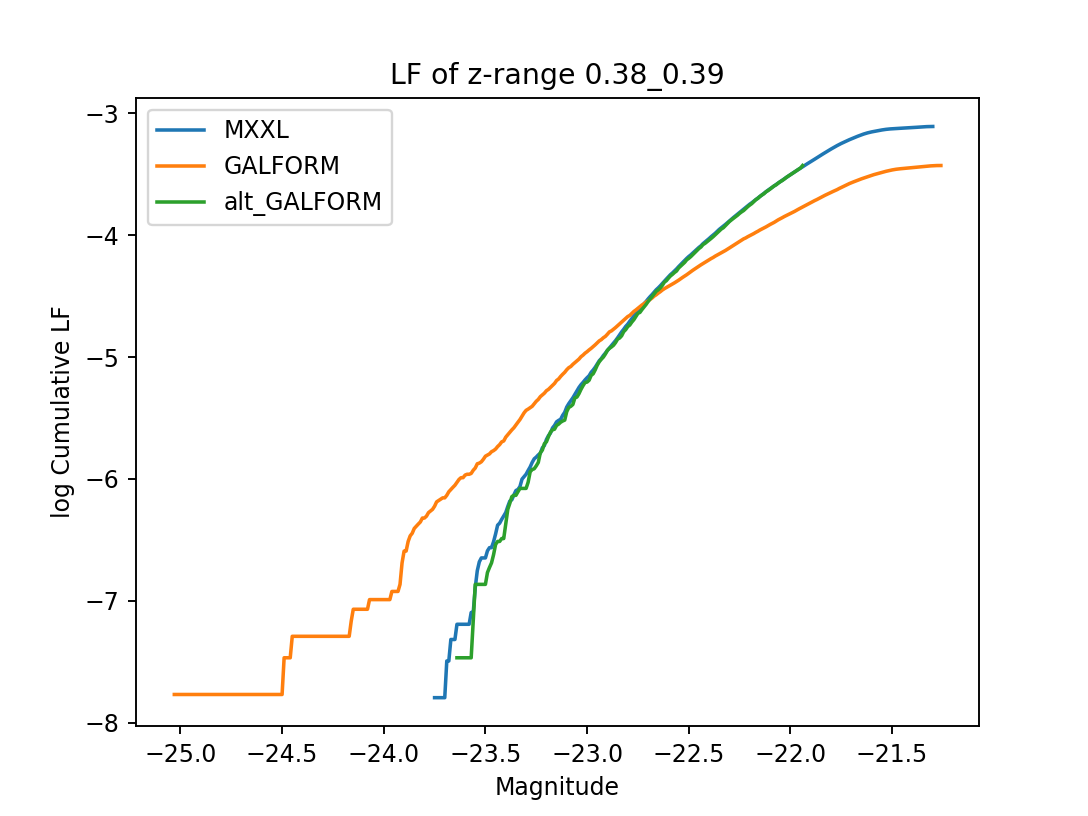 LF of z-range 0.38_0.39
MXXL
GALFORM
alt_GALFORM
log Cumulative LF
−3
−4
−5
−6
−7
−8
−25.0 −24.5 −24.0 −23.5 −23.0 −22.5 −22.0 −21.5
Magnitude